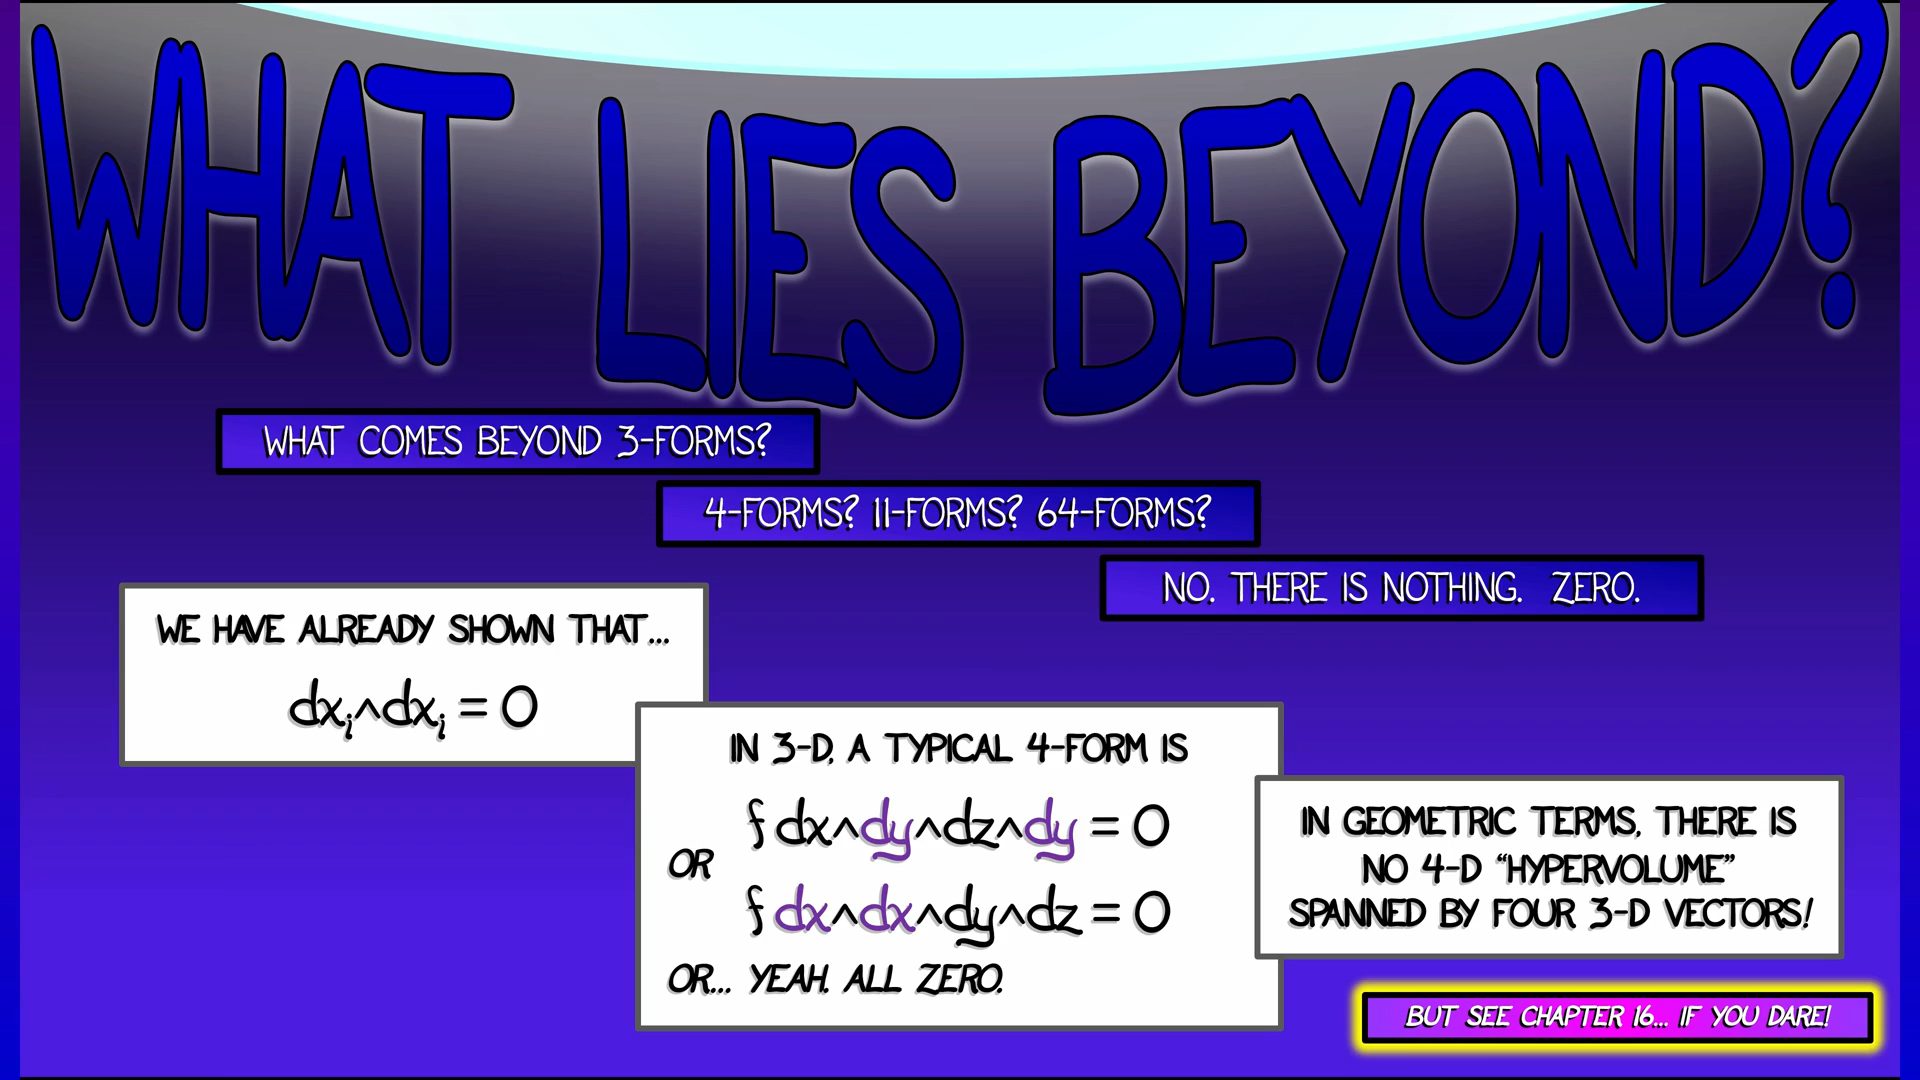 WHAT LIES BEYOND?
WHAT COMES BEYOND 3-FORMS?
4-FORMS? 11-FORMS? 64-FORMS?
NO. THERE IS NOTHING. ZERO.
WE HAVE ALREADY SHOWN THAT...
dxᵢ∧dxᵢ = 0
IN 3-D, A TYPICAL 4-FORM IS
f dx∧dy∧dz∧dy = 0
OR
f dx∧dx∧dy∧dz = 0
OR... YEAH. ALL ZERO.
IN GEOMETRIC TERMS, THERE IS
NO 4-D “HYPERVOLUME”
SPANNED BY FOUR 3-D VECTORS!
BUT SEE CHAPTER 16... IF YOU DARE!